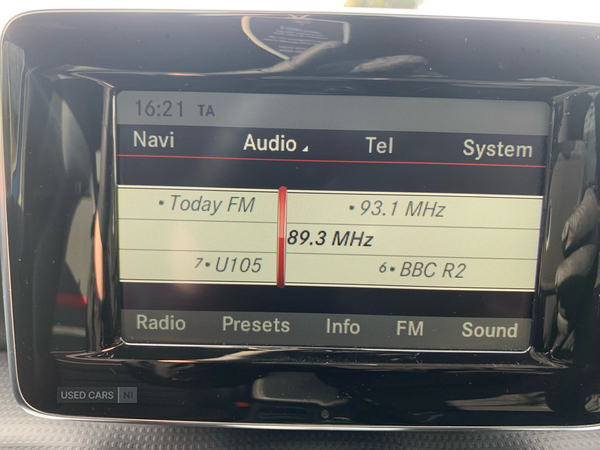 16:21 TA
Navi Audio Tel System
• Today FM • 93.1 MHz
89.3 MHz
7 • U105 6 • BBC R2
Radio Presets Info FM Sound
USED CARS NI